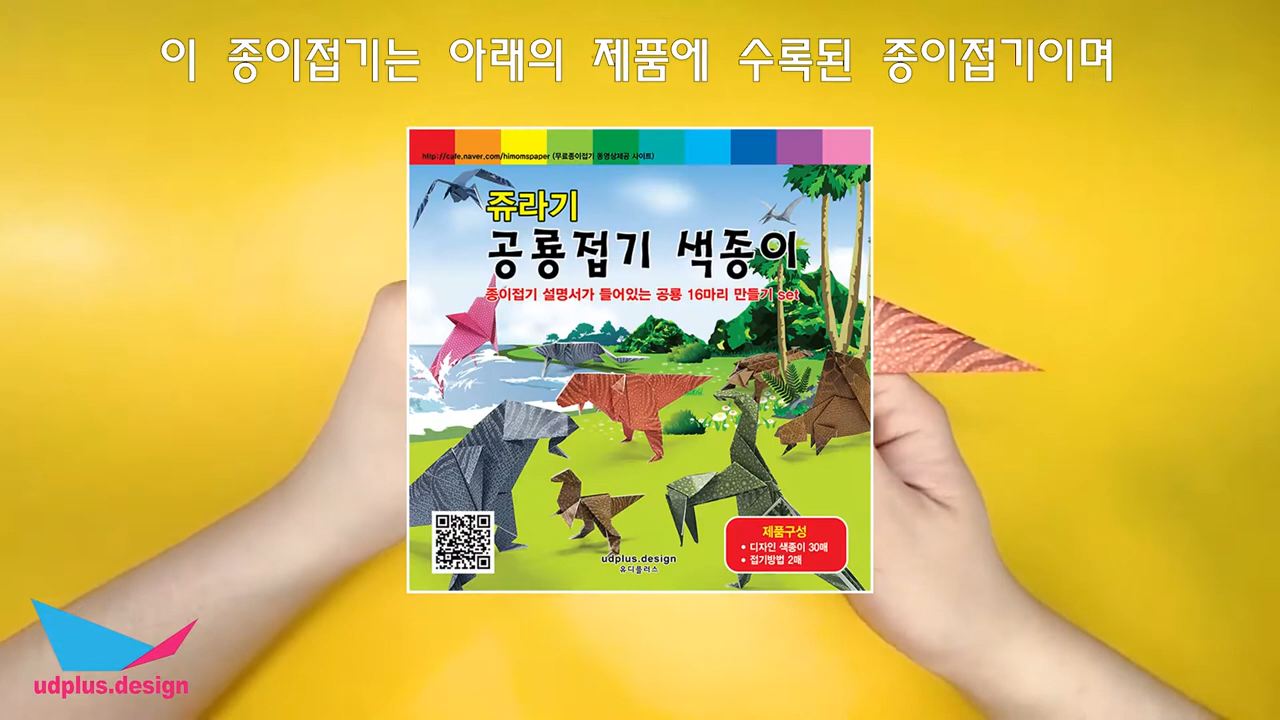 이 종이접기는 아래의 제품에 수록된 종이접기이며
http://cafe.naver.com/himomspaper (무료종이접기 동영상제공 사이트)
쥬라기
공룡접기 색종이
종이접기 설명서가 들어있는 공룡 16마리 만들기 set
제품구성
• 디자인 색종이 30매
• 접기방법 2매
udplus.design
유디플러스
udplus.design